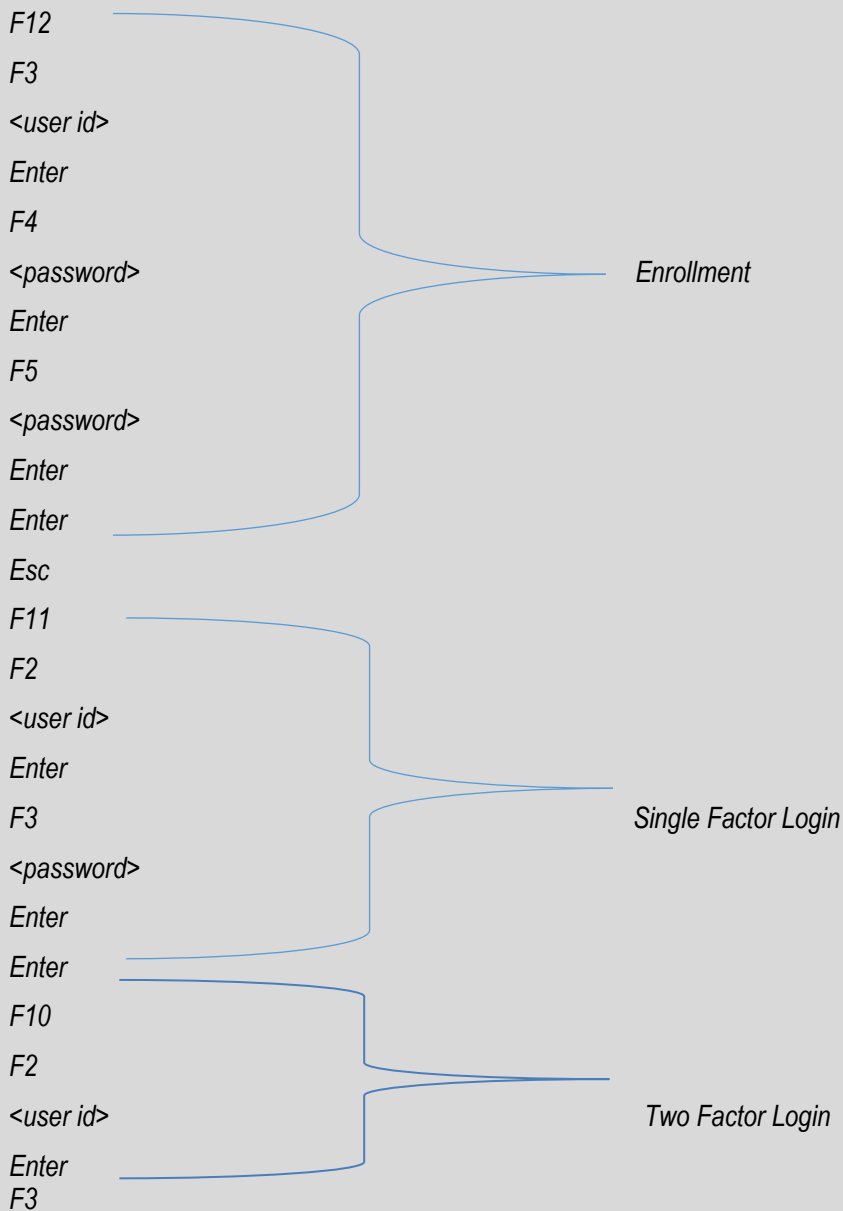 F12
F3
<user id>
Enter
F4
<password>
Enrollment
Enter
F5
<password>
Enter
Enter
Esc
F11
F2
<user id>
Enter
F3
Single Factor Login
<password>
Enter
Enter
F10
F2
<user id>
Two Factor Login
Enter
F3